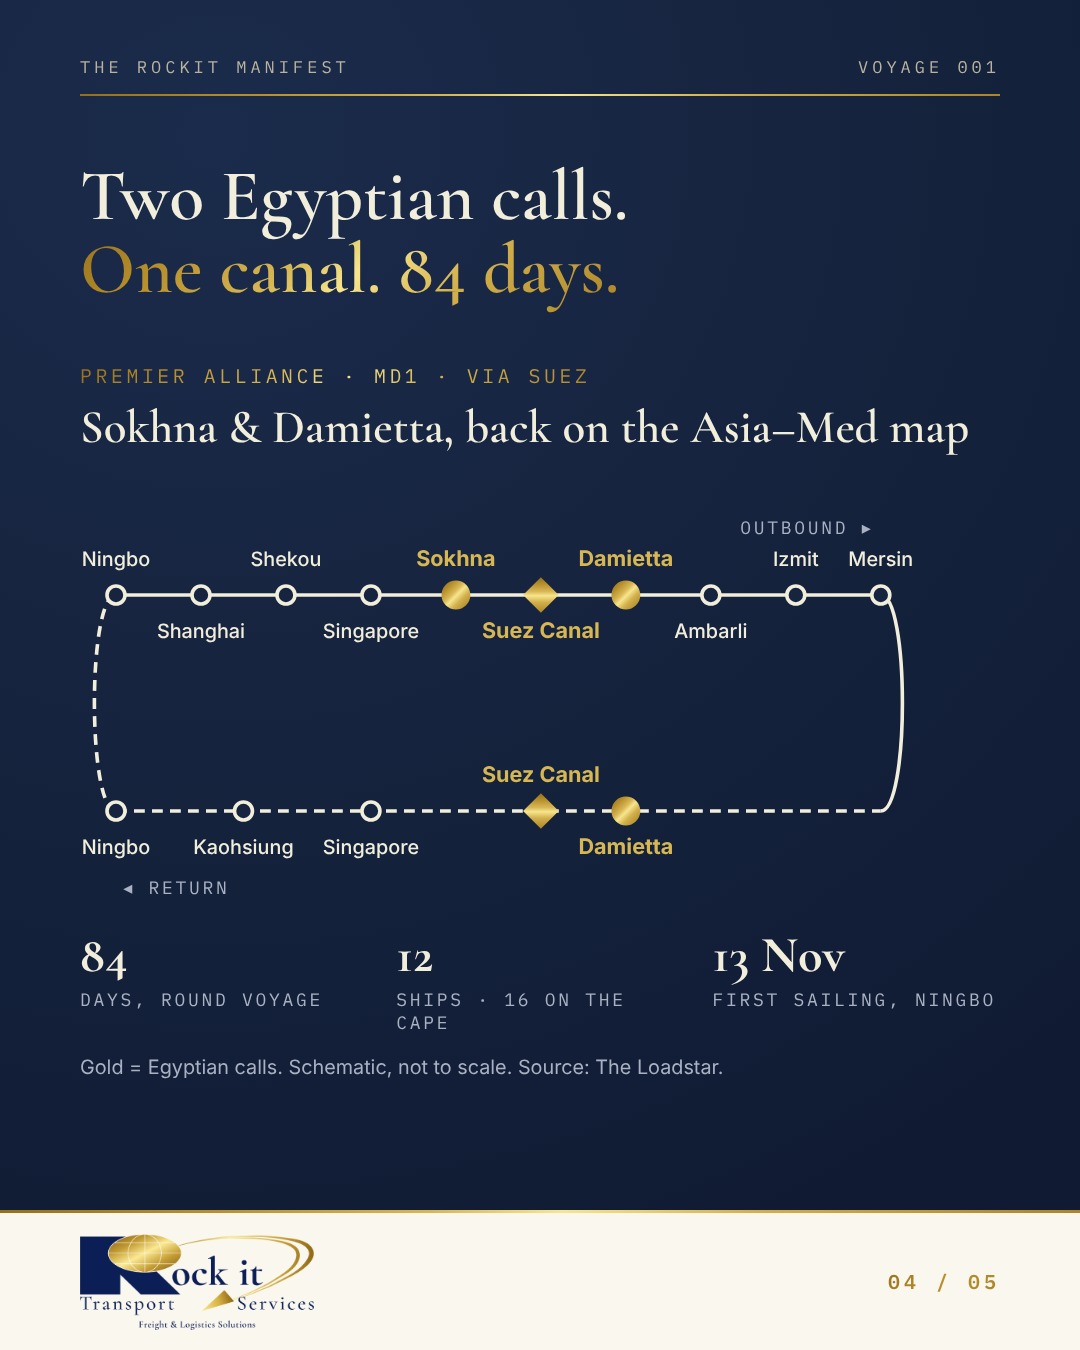 THE ROCKIT MANIFEST
VOYAGE 001
Two Egyptian calls.
One canal. 84 days.
PREMIER ALLIANCE · MD1 · VIA SUEZ
Sokhna & Damietta, back on the Asia–Med map
OUTBOUND ►
Ningbo Shekou Sokhna Damietta Izmit Mersin
Shanghai Singapore Suez Canal Ambarli
Suez Canal
Ningbo Kaohsiung Singapore Damietta
◄ RETURN
84
DAYS, ROUND VOYAGE
12
SHIPS · 16 ON THE
CAPE
13 Nov
FIRST SAILING, NINGBO
Gold = Egyptian calls. Schematic, not to scale. Source: The Loadstar.
Rock it
Transport Services
Freight & Logistics Solutions
04 / 05